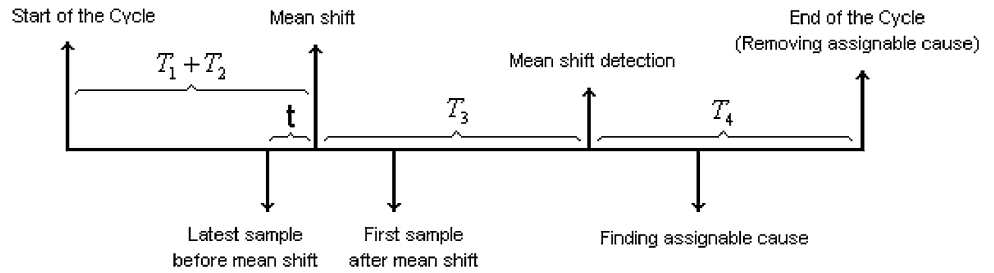 Start of the Cycle
Mean shift
End of the Cycle
(Removing assignable cause)
Mean shift detection
T₁ + T₂
t
T₃
T₄
Latest sample
before mean shift
First sample
after mean shift
Finding assignable cause